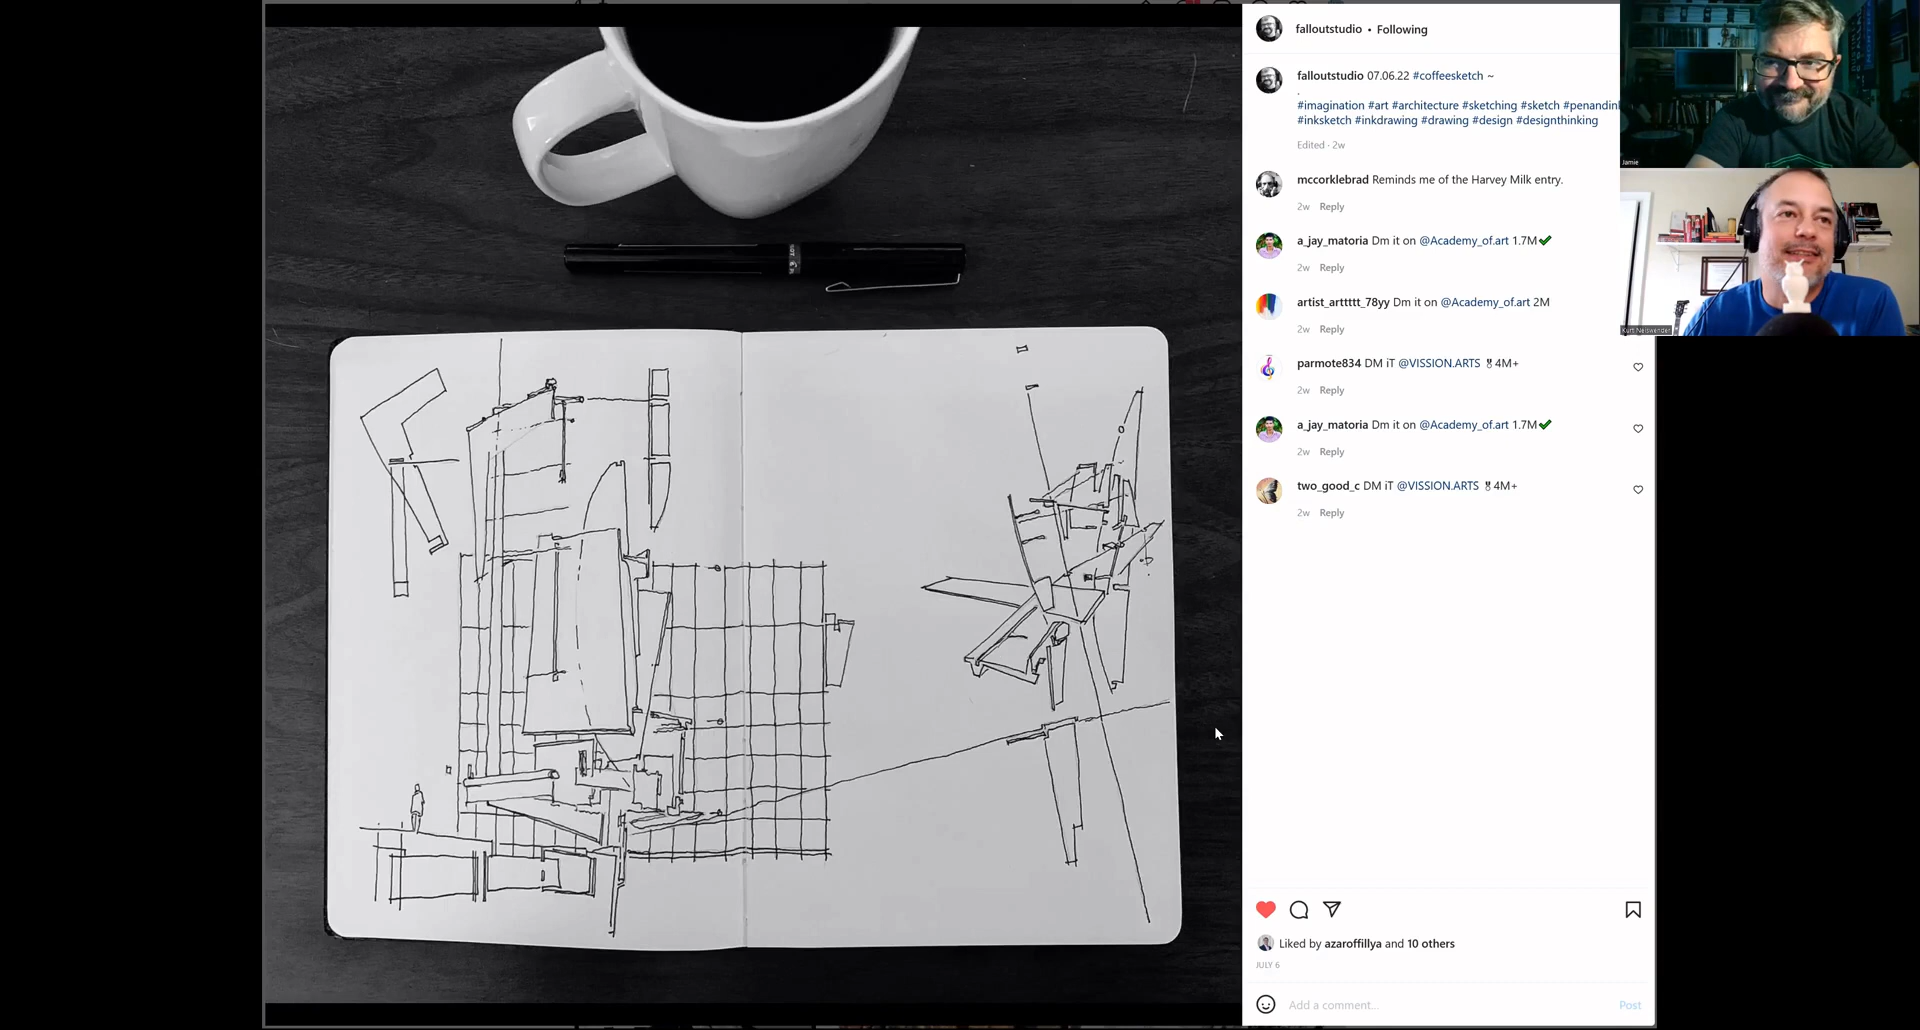 falloutstudio • Following
falloutstudio 07.06.22 #coffeesketch ~
.
#imagination #art #architecture #sketching #sketch #penandink
#inksketch #inkdrawing #drawing #design #designthinking
Edited · 2w
mccorklebrad Reminds me of the Harvey Milk entry.
2w Reply
a_jay_matoria Dm it on @Academy_of.art 1.7M✔
2w Reply
artist_arttttt_78yy Dm it on @Academy_of.art 2M
2w Reply
parmote834 DM iT @VISSION.ARTS 🎖4M+
2w Reply
a_jay_matoria Dm it on @Academy_of.art 1.7M✔
2w Reply
two_good_c DM iT @VISSION.ARTS 🎖4M+
2w Reply
Liked by azaroffillya and 10 others
JULY 6
Add a comment... Post
Jamie
Kurt Neiswender